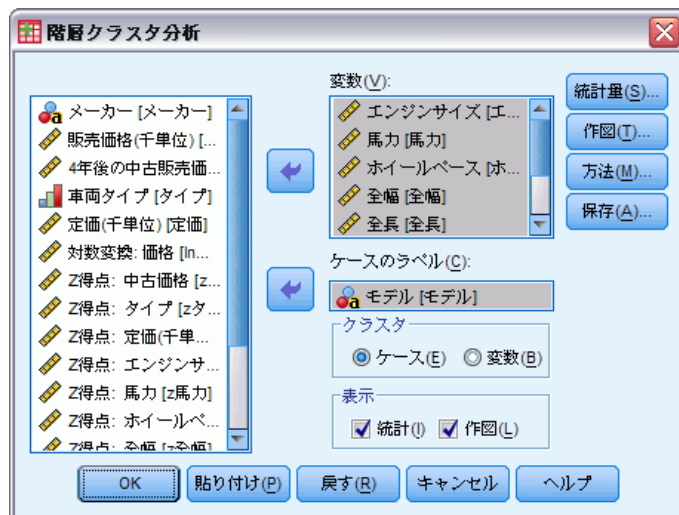 階層クラスタ分析
メーカー [メーカー]
販売価格(千単位) [...
4年後の中古販売価...
車両タイプ [タイプ]
定価(千単位) [定価]
対数変換: 価格 [ln...
Z得点: 中古価格 [z...
Z得点: タイプ [zタ...
Z得点: 定価(千単...
Z得点: エンジンサ...
Z得点: 馬力 [z馬力]
Z得点: ホイールベ...
Z得点: 全幅 [z全幅]
変数(V):
エンジンサイズ [エ...
馬力 [馬力]
ホイールベース [ホ...
全幅 [全幅]
全長 [全長]
ケースのラベル(C):
モデル [モデル]
クラスタ
ケース(E) 変数(B)
表示
統計(I) 作図(L)
統計量(S)...
作図(T)...
方法(M)...
保存(A)...
OK 貼り付け(P) 戻す(R) キャンセル ヘルプ